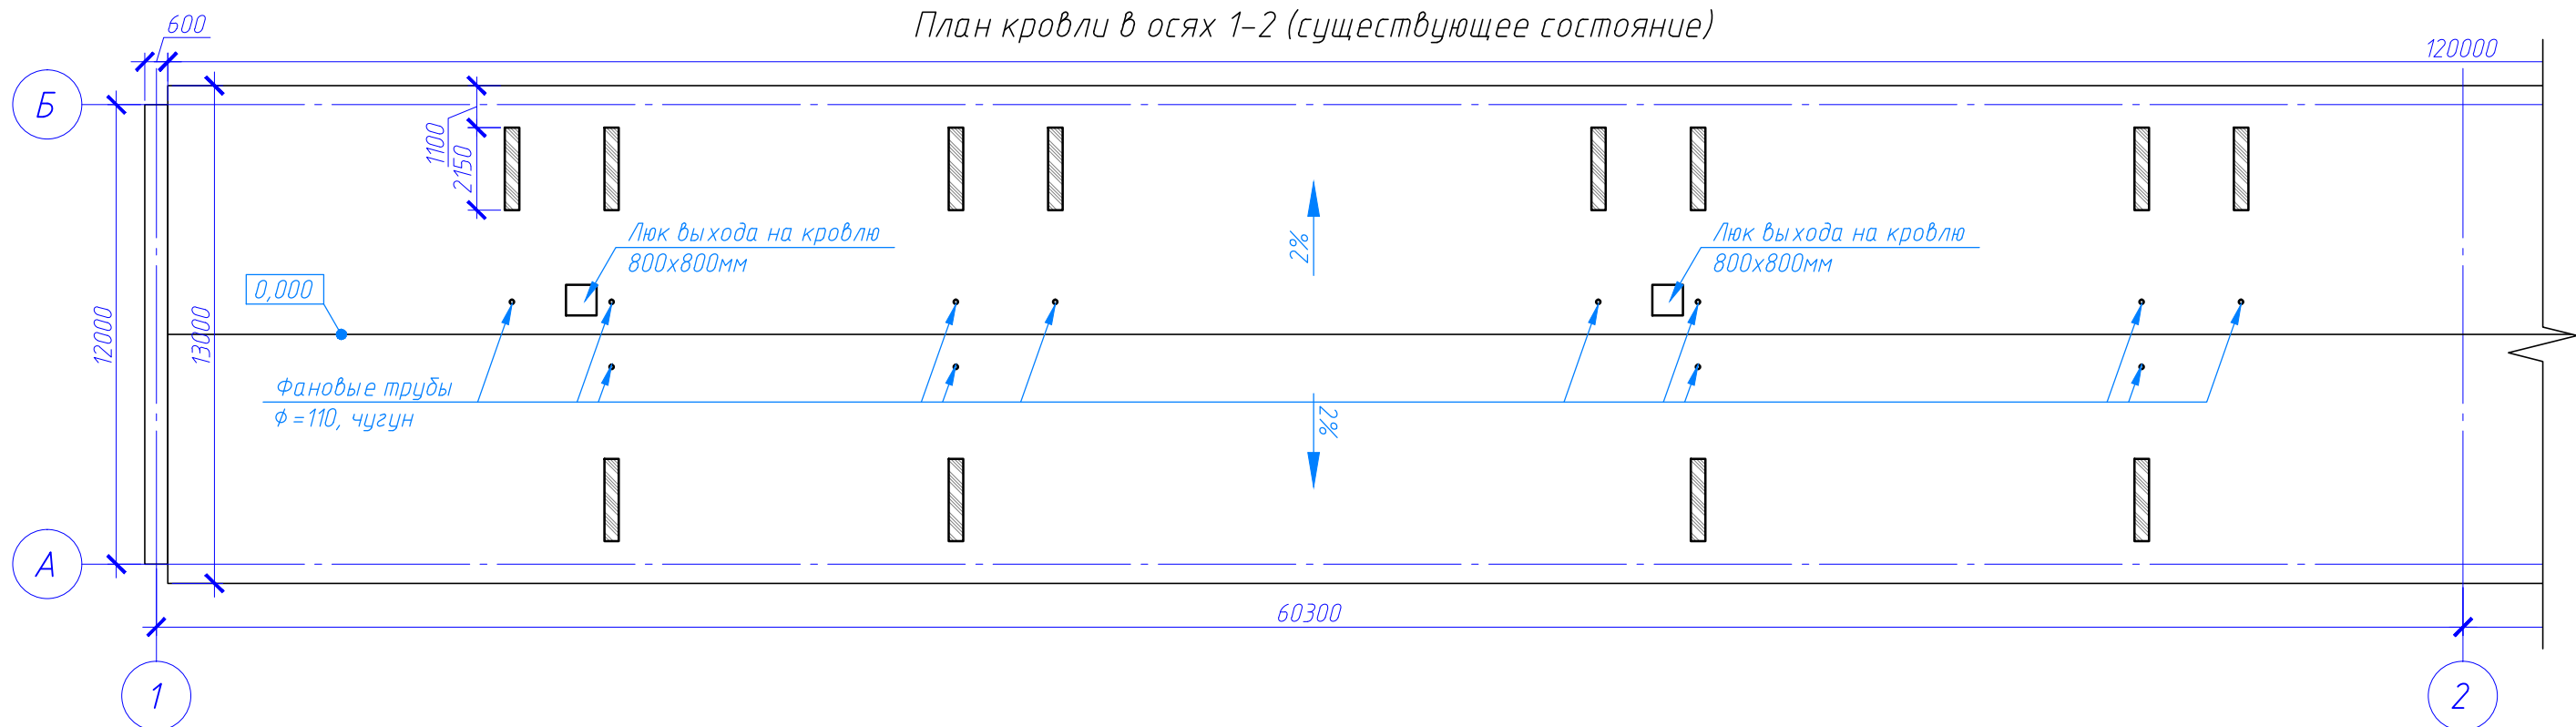 План кровли в осях 1-2 (существующее состояние)
600
120000
Б
1100
2150
Люк выхода на кровлю
800х800мм
2%
Люк выхода на кровлю
800х800мм
0,000
12000
13000
Фановые трубы
Ф=110, чугун
2%
А
60300
1
2